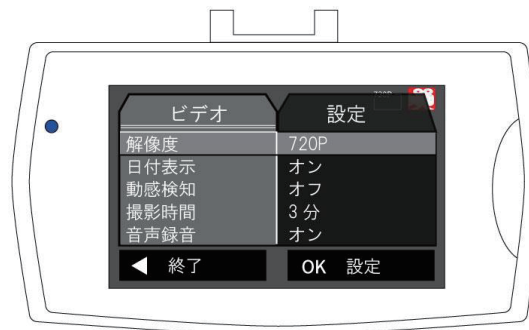 ビデオ 設定
解像度 720P
日付表示 オン
動感検知 オフ
撮影時間 3 分
音声録音 オン
◀ 終了 OK 設定